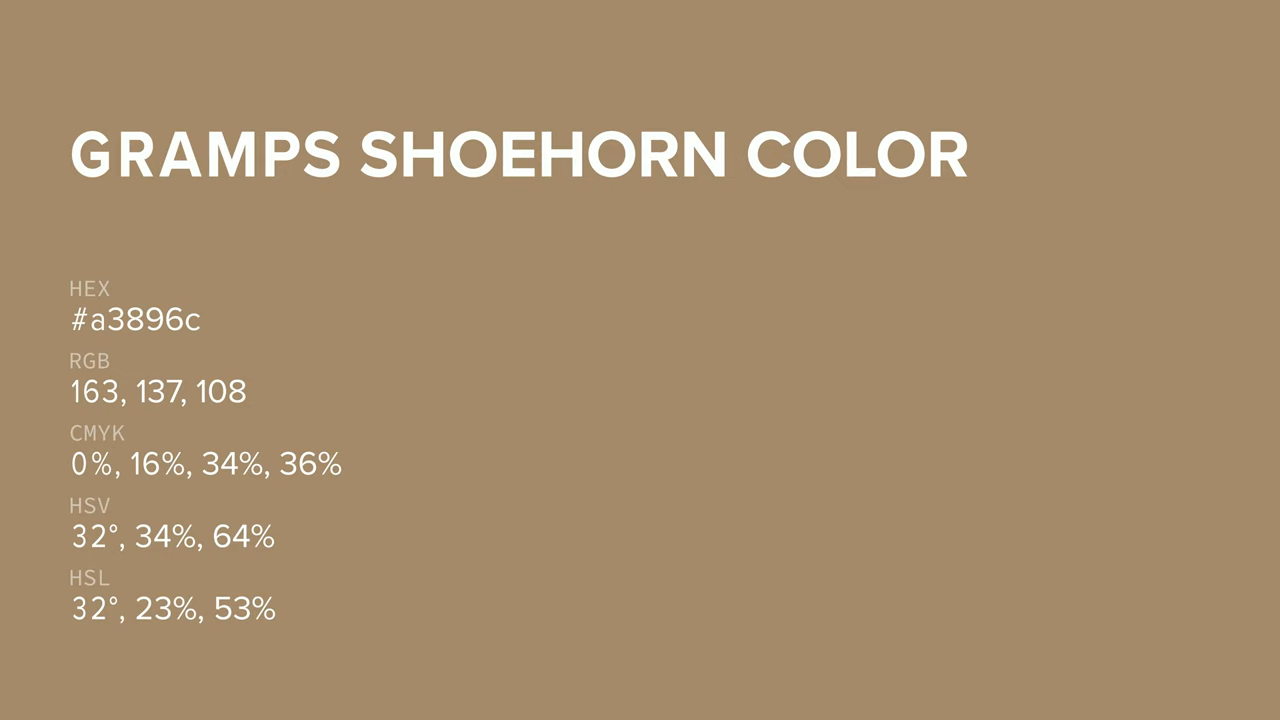 GRAMPS SHOEHORN COLOR
HEX
#a3896c
RGB
163, 137, 108
CMYK
0%, 16%, 34%, 36%
HSV
32°, 34%, 64%
HSL
32°, 23%, 53%